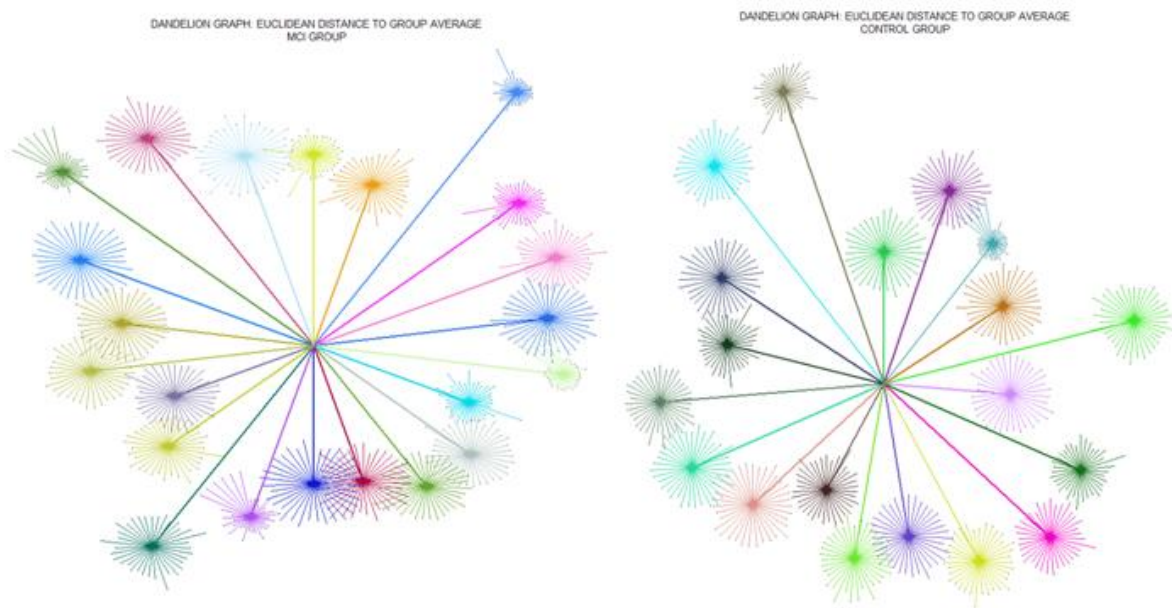 DANDELION GRAPH: EUCLIDEAN DISTANCE TO GROUP AVERAGE
MCI GROUP
DANDELION GRAPH: EUCLIDEAN DISTANCE TO GROUP AVERAGE
CONTROL GROUP